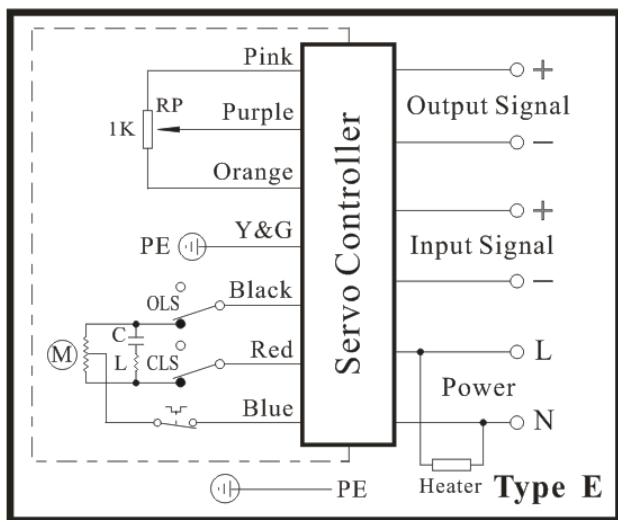 Pink
RP
1K
Purple
Orange
PE
Y&G
OLS
Black
C
M
L
CLS
Red
Blue
Servo Controller
+
Output Signal
−
+
Input Signal
−
L
Power
N
Heater
Type E
PE